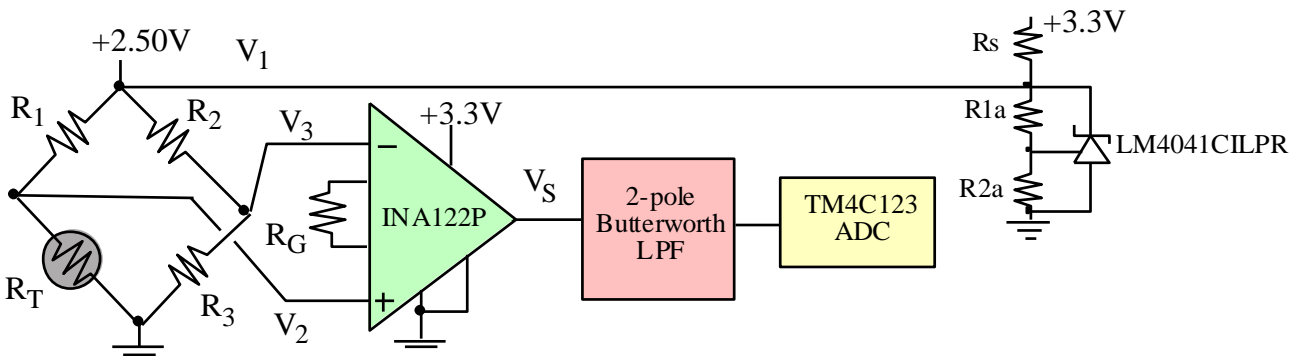 +2.50V
V1
Rs
+3.3V
R1
R2
V3
+3.3V
R1a
LM4041CILPR
−
RG
INA122P
VS
2-pole
Butterworth
LPF
TM4C123
ADC
R2a
RT
R3
V2
+